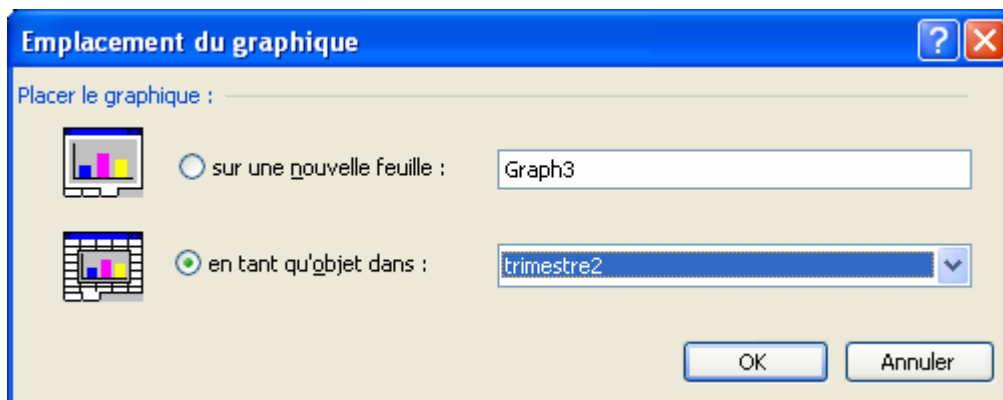 Emplacement du graphique
Placer le graphique :
sur une nouvelle feuille : Graph3
en tant qu'objet dans : trimestre2
OK Annuler